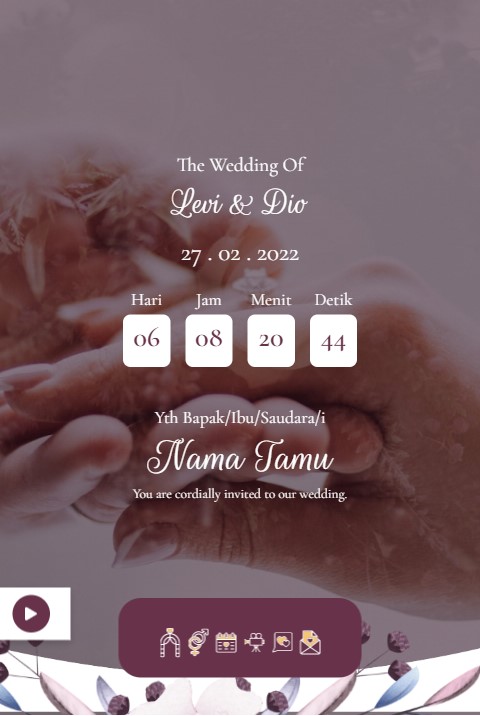 The Wedding Of
Levi & Dio
27 . 02 . 2022
Hari Jam Menit Detik
06 08 20 44
Yth Bapak/Ibu/Saudara/i
Nama Tamu
You are cordially invited to our wedding.